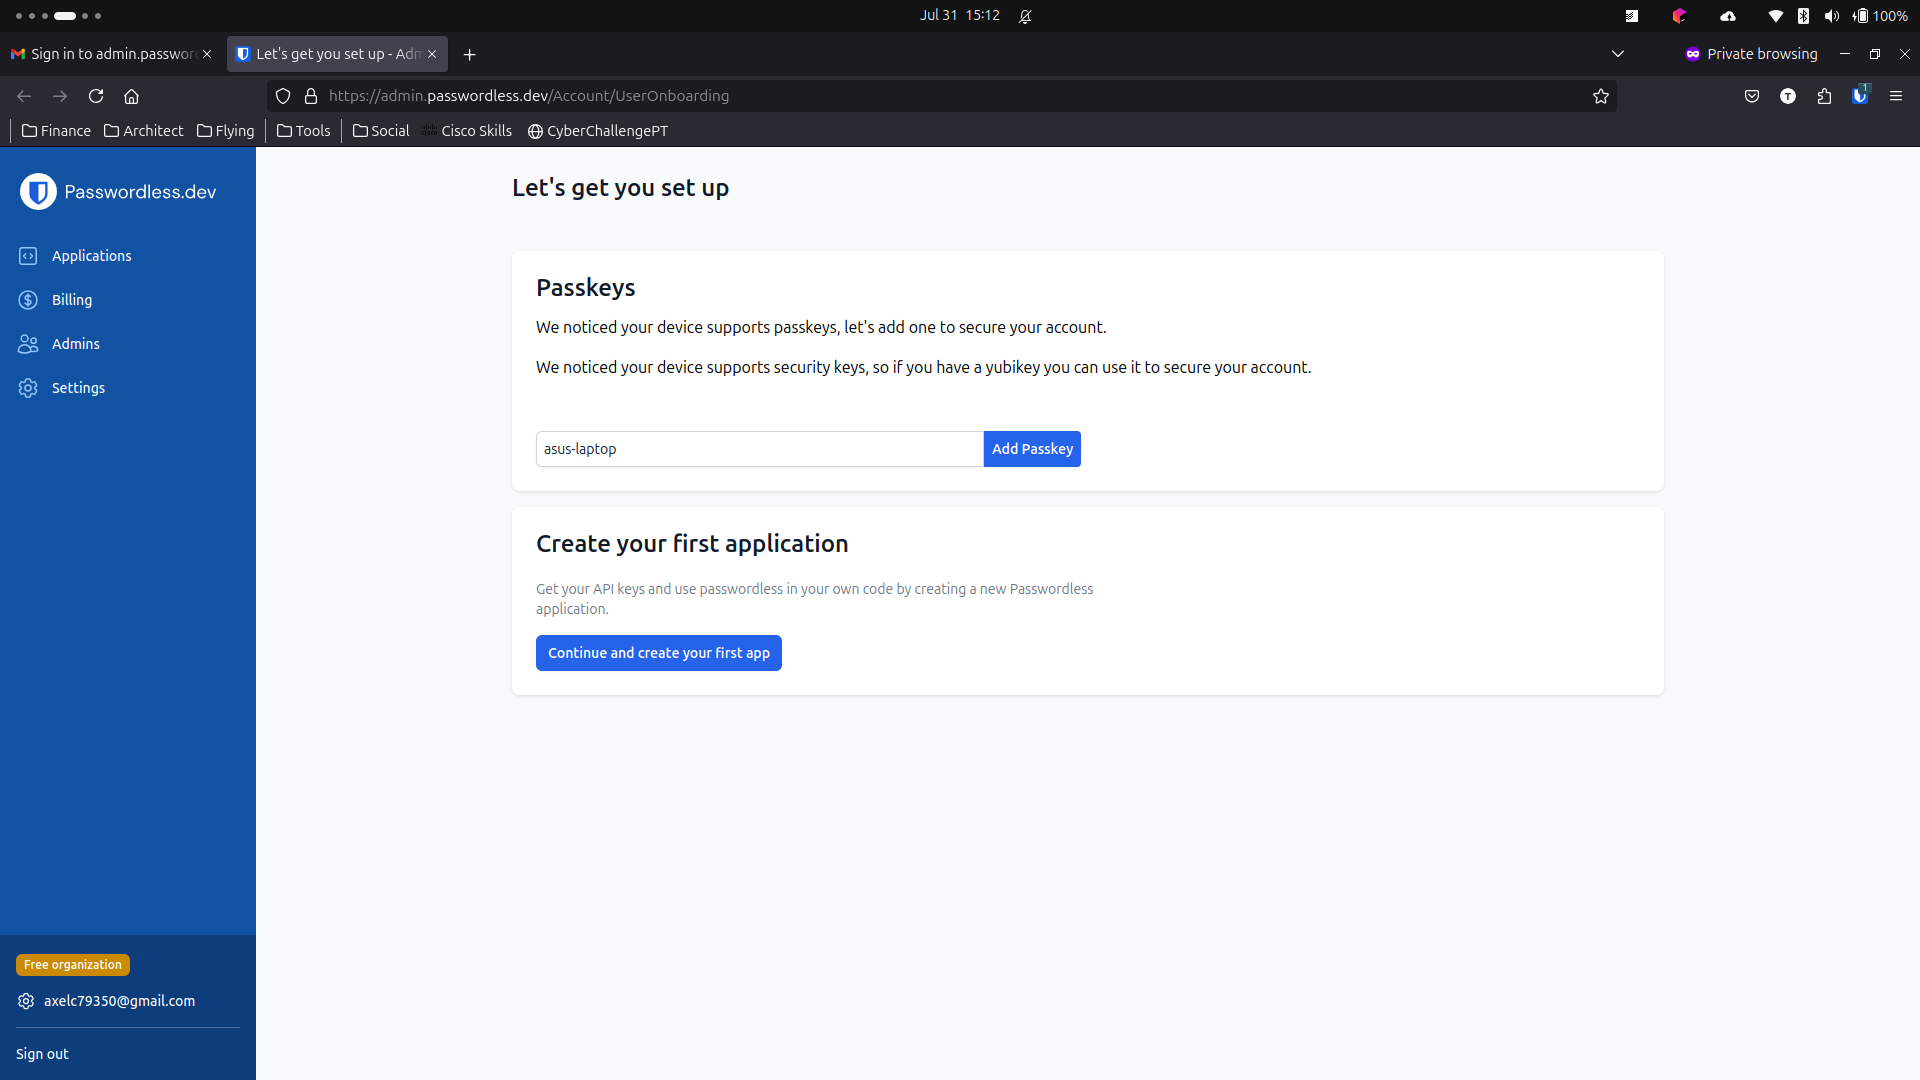 Jul 31 15:12
100%
Sign in to admin.passwor
Let's get you set up - Adm
Private browsing
https://admin.passwordless.dev/Account/UserOnboarding
T
1
Finance
Architect
Flying
Tools
Social
Cisco Skills
CyberChallengePT
Passwordless.dev
Applications
Billing
Admins
Settings
Free organization
axelc79350@gmail.com
Sign out
Let's get you set up
Passkeys
We noticed your device supports passkeys, let's add one to secure your account.
We noticed your device supports security keys, so if you have a yubikey you can use it to secure your account.
asus-laptop
Add Passkey
Create your first application
Get your API keys and use passwordless in your own code by creating a new Passwordless
application.
Continue and create your first app